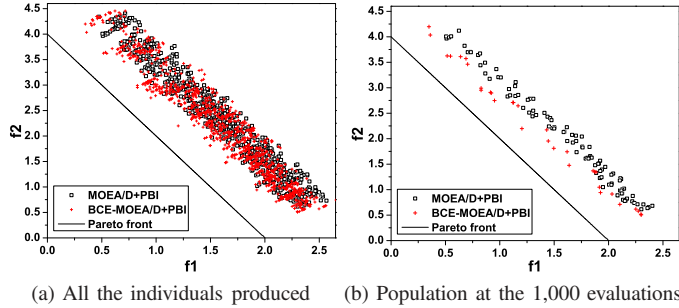 4.5
4.0
3.5
3.0
2.5
2.0
1.5
1.0
0.5
0.0
f2
MOEA/D+PBI
BCE-MOEA/D+PBI
Pareto front
0.0 0.5 1.0 1.5 2.0 2.5
f1
(a) All the individuals produced
4.5
4.0
3.5
3.0
2.5
2.0
1.5
1.0
0.5
0.0
f2
MOEA/D+PBI
BCE-MOEA/D+PBI
Pareto front
0.0 0.5 1.0 1.5 2.0 2.5
f1
(b) Population at the 1,000 evaluations